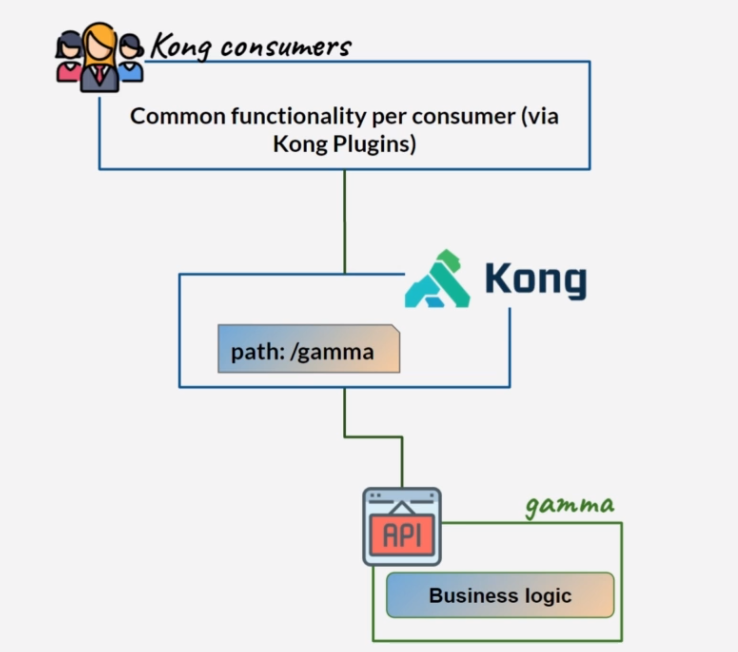 Kong consumers
Common functionality per consumer (via
Kong Plugins)
Kong
path: /gamma
gamma
API
Business logic